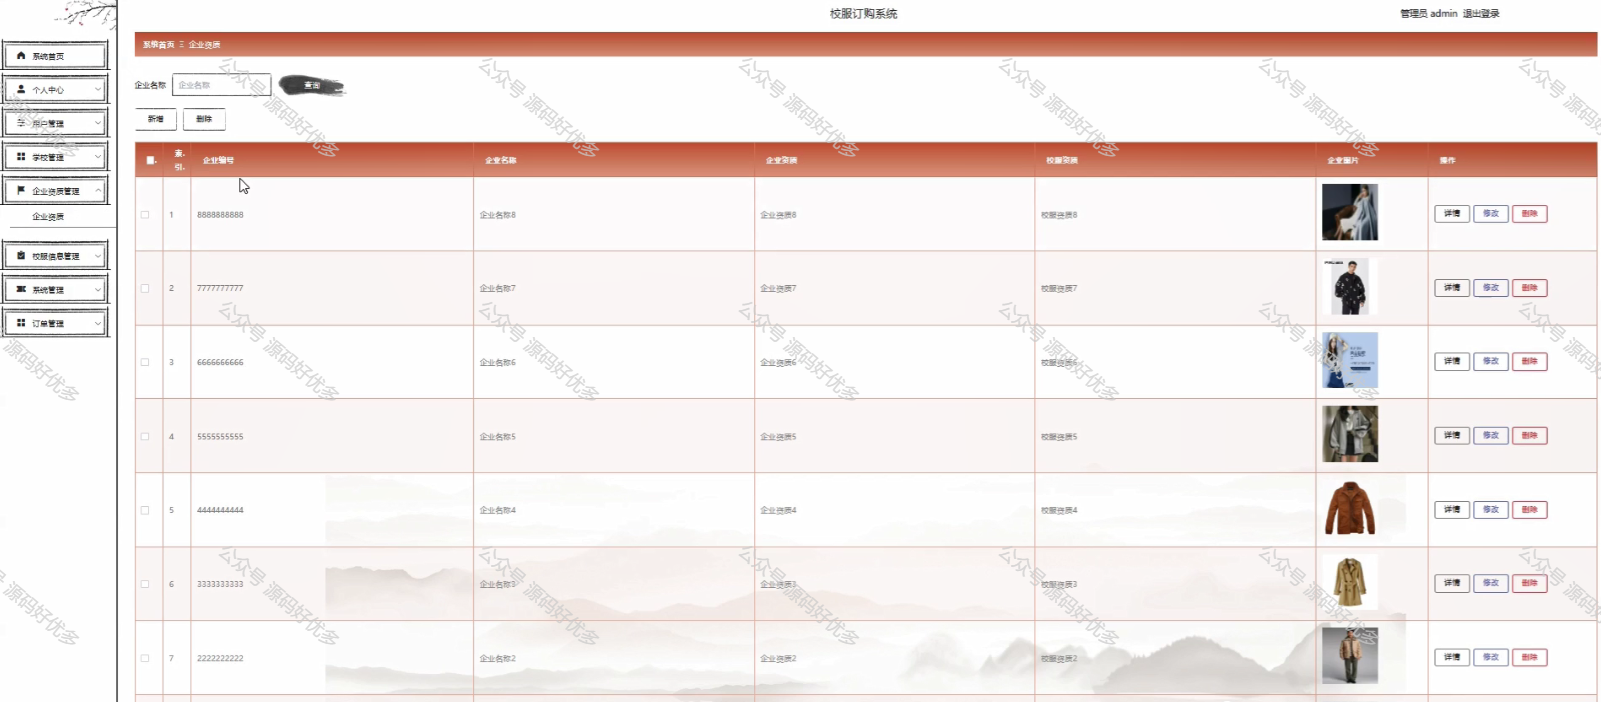 校服订购系统
管理员 admin 退出登录
系统首页
个人中心
用户管理
学校管理
企业资质管理
企业资质
校服信息管理
系统管理
订单管理
系统首页 Ξ 企业资质
企业名称 企业名称 查询
新增 删除
索引. 企业编号 企业名称 企业资质 校服资质 企业图片 操作
1 8888888888 企业名称8 企业资质8 校服资质8 详情 修改 删除
2 7777777777 企业名称7 企业资质7 校服资质7 详情 修改 删除
3 6666666666 企业名称6 企业资质6 校服资质6 详情 修改 删除
4 5555555555 企业名称5 企业资质5 校服资质5 详情 修改 删除
5 4444444444 企业名称4 企业资质4 校服资质4 详情 修改 删除
6 3333333333 企业名称3 企业资质3 校服资质3 详情 修改 删除
7 2222222222 企业名称2 企业资质2 校服资质2 详情 修改 删除
公众号 源码好优多